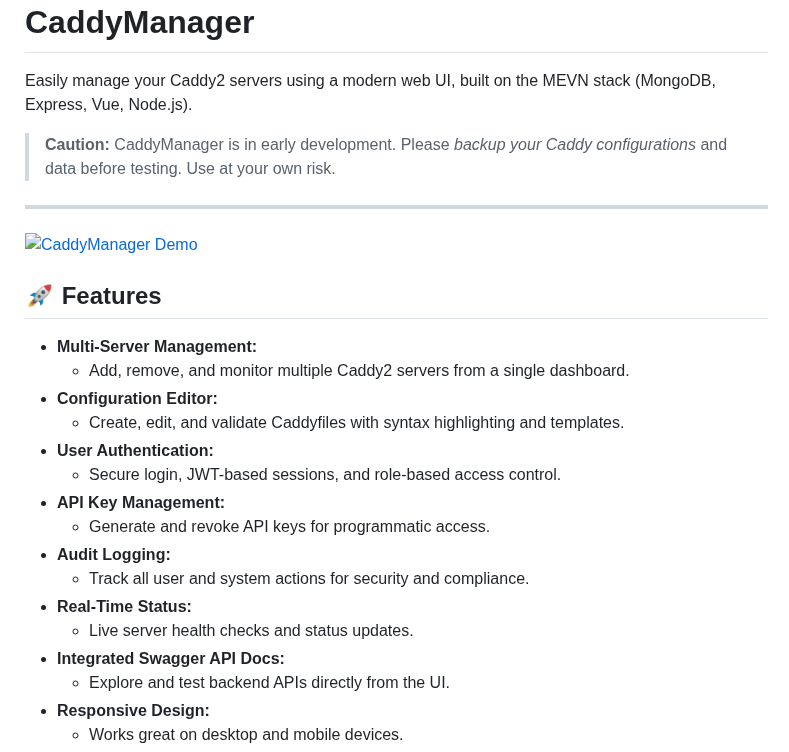 CaddyManager
Easily manage your Caddy2 servers using a modern web UI, built on the MEVN stack (MongoDB,
Express, Vue, Node.js).
Caution: CaddyManager is in early development. Please backup your Caddy configurations and
data before testing. Use at your own risk.
CaddyManager Demo
🚀 Features
• Multi-Server Management:
◦ Add, remove, and monitor multiple Caddy2 servers from a single dashboard.
• Configuration Editor:
◦ Create, edit, and validate Caddyfiles with syntax highlighting and templates.
• User Authentication:
◦ Secure login, JWT-based sessions, and role-based access control.
• API Key Management:
◦ Generate and revoke API keys for programmatic access.
• Audit Logging:
◦ Track all user and system actions for security and compliance.
• Real-Time Status:
◦ Live server health checks and status updates.
• Integrated Swagger API Docs:
◦ Explore and test backend APIs directly from the UI.
• Responsive Design:
◦ Works great on desktop and mobile devices.